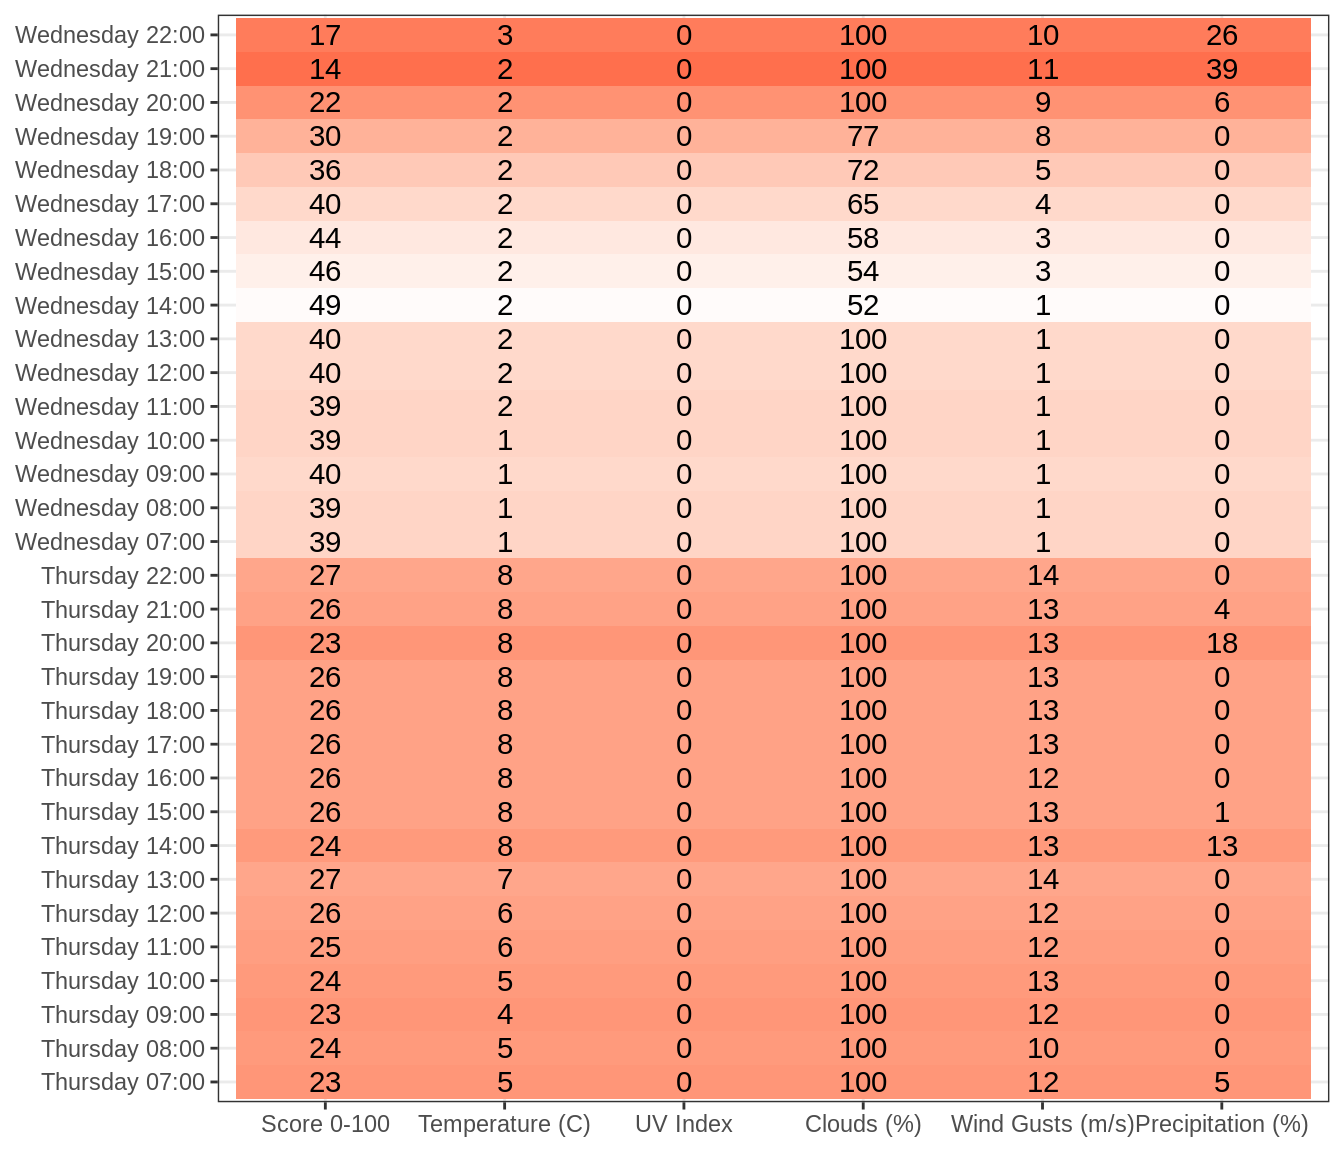 Wednesday 22:00 17 3 0 100 10 26
Wednesday 21:00 14 2 0 100 11 39
Wednesday 20:00 22 2 0 100 9 6
Wednesday 19:00 30 2 0 77 8 0
Wednesday 18:00 36 2 0 72 5 0
Wednesday 17:00 40 2 0 65 4 0
Wednesday 16:00 44 2 0 58 3 0
Wednesday 15:00 46 2 0 54 3 0
Wednesday 14:00 49 2 0 52 1 0
Wednesday 13:00 40 2 0 100 1 0
Wednesday 12:00 40 2 0 100 1 0
Wednesday 11:00 39 2 0 100 1 0
Wednesday 10:00 39 1 0 100 1 0
Wednesday 09:00 40 1 0 100 1 0
Wednesday 08:00 39 1 0 100 1 0
Wednesday 07:00 39 1 0 100 1 0
Thursday 22:00 27 8 0 100 14 0
Thursday 21:00 26 8 0 100 13 4
Thursday 20:00 23 8 0 100 13 18
Thursday 19:00 26 8 0 100 13 0
Thursday 18:00 26 8 0 100 13 0
Thursday 17:00 26 8 0 100 13 0
Thursday 16:00 26 8 0 100 12 0
Thursday 15:00 26 8 0 100 13 1
Thursday 14:00 24 8 0 100 13 13
Thursday 13:00 27 7 0 100 14 0
Thursday 12:00 26 6 0 100 12 0
Thursday 11:00 25 6 0 100 12 0
Thursday 10:00 24 5 0 100 13 0
Thursday 09:00 23 4 0 100 12 0
Thursday 08:00 24 5 0 100 10 0
Thursday 07:00 23 5 0 100 12 5
Score 0-100 Temperature (C) UV Index Clouds (%) Wind Gusts (m/s) Precipitation (%)